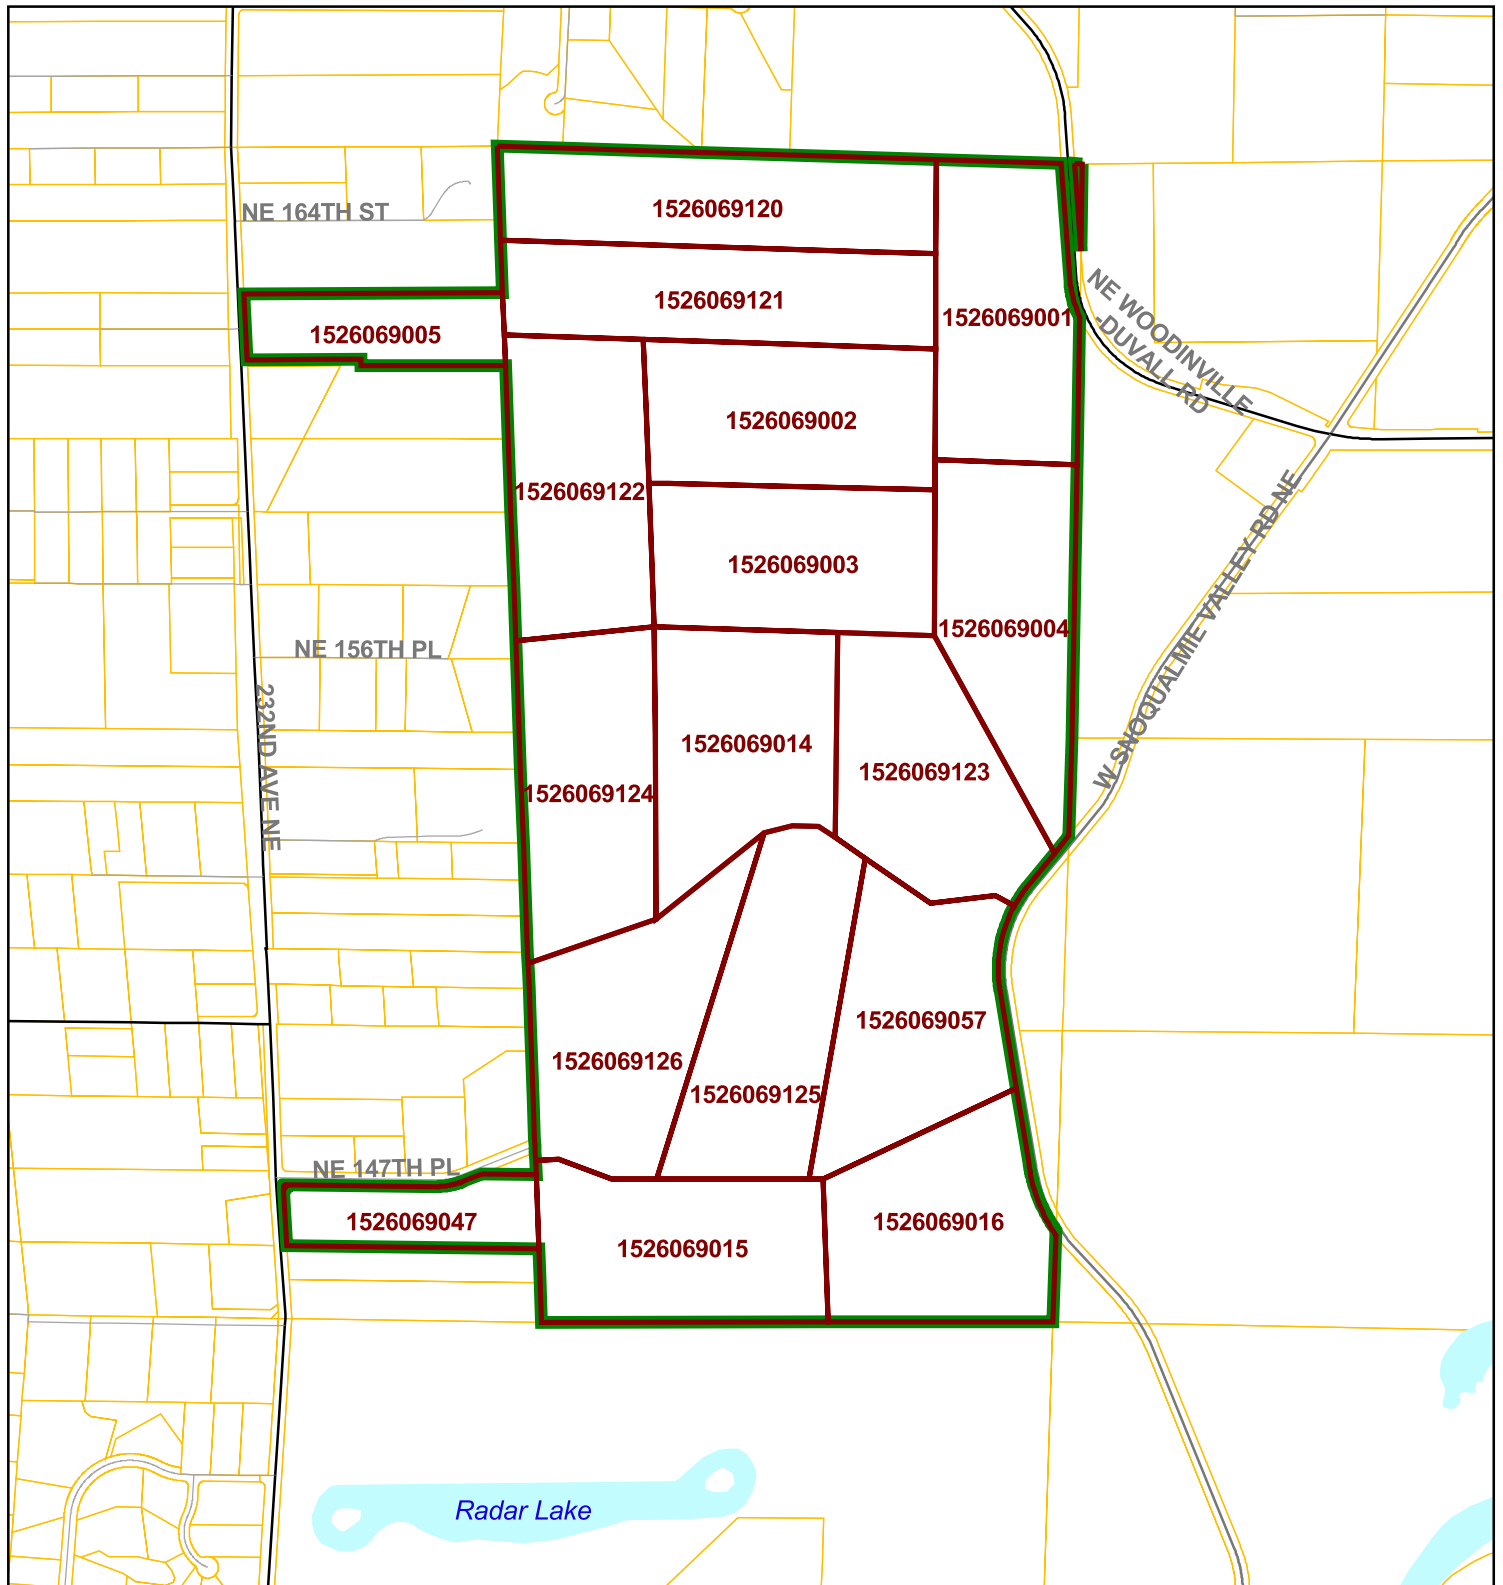 1526069120
NE 164TH ST
1526069121
NE WOODINVILLE
-DUVALL RD
1526069001
1526069005
1526069002
1526069122
1526069003
1526069004
W SNOQUALMIE VALLEY RD NE
NE 156TH PL
232ND AVE NE
1526069014
1526069123
1526069124
1526069057
1526069126
1526069125
NE 147TH PL
1526069047
1526069016
1526069015
Radar Lake